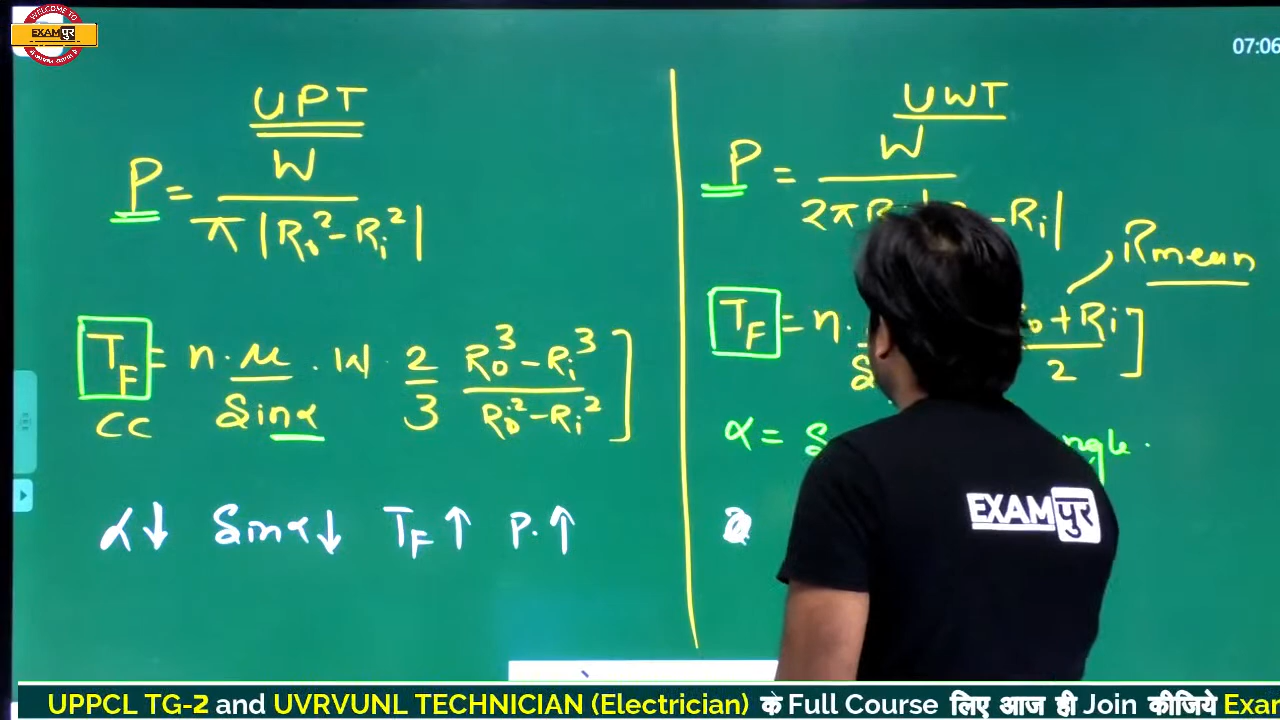 WELCOME TO
EXAMपुर
07:06
UPT
P = W / π |R₀² - Rᵢ²|
T_F = n · μ / Sinα · W · 2/3 R₀³ - Rᵢ³ / R₀² - Rᵢ² ]
CC
α↓ Sinα↓ T_F↑ P.↑
UWT
P = W / 2πR - Rᵢ|
Rmean
T_F = n · + Rᵢ / 2 ]
α =
EXAMपुर
UPPCL TG-2 and UVRVUNL TECHNICIAN (Electrician) के Full Course लिए आज ही Join कीजिये Exam